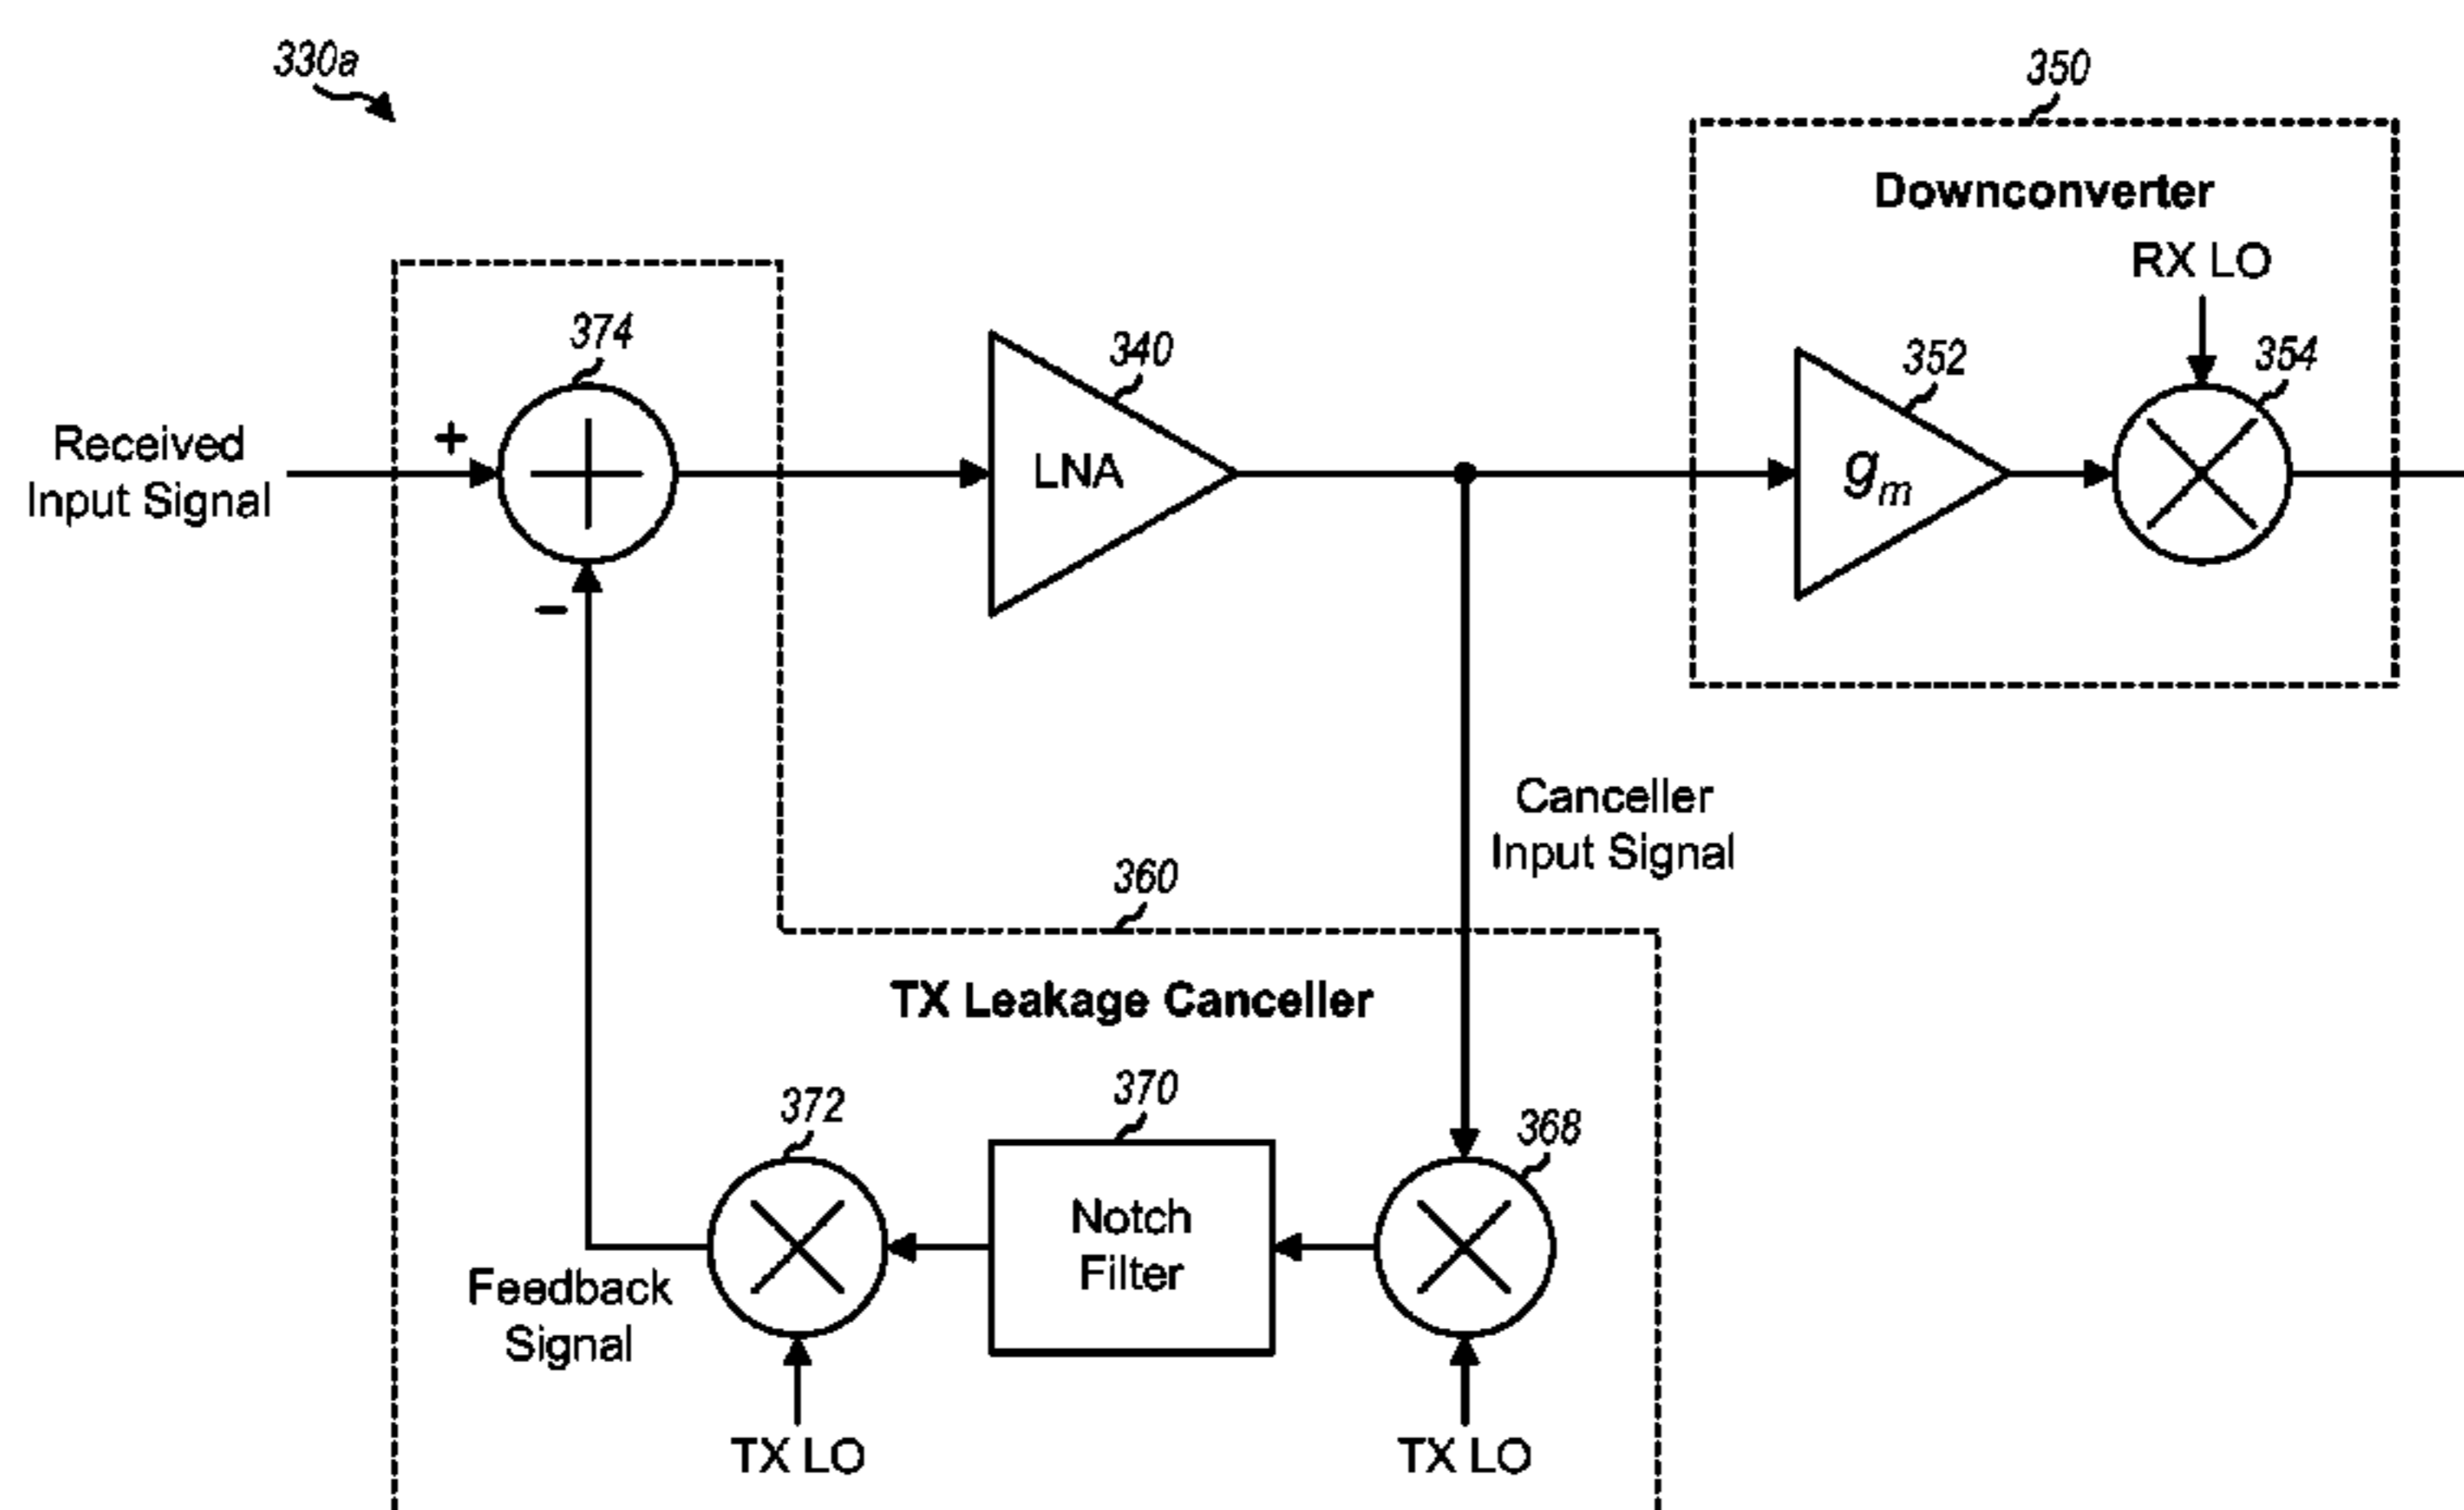 330a
350
Downconverter
RX LO
374
340
352
354
Received
Input Signal
+
LNA
gm
−
Canceller
Input Signal
360
TX Leakage Canceller
372
370
368
Notch
Filter
Feedback
Signal
TX LO
TX LO